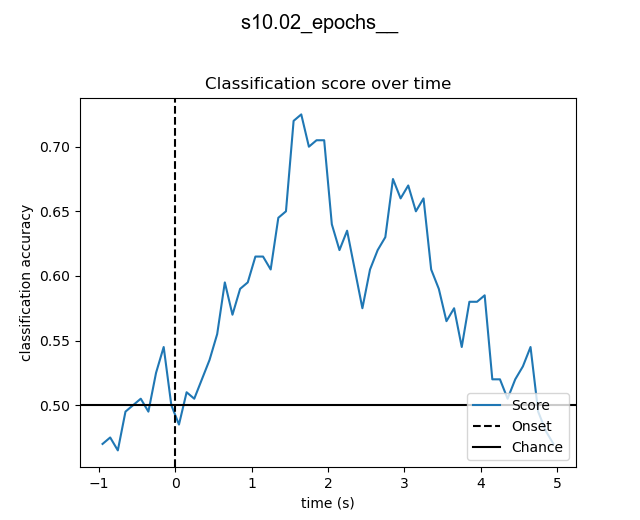 s10.02_epochs__
Classification score over time
classification accuracy
0.70
0.65
0.60
0.55
0.50
−1
0
1
2
3
4
5
time (s)
Score
Onset
Chance